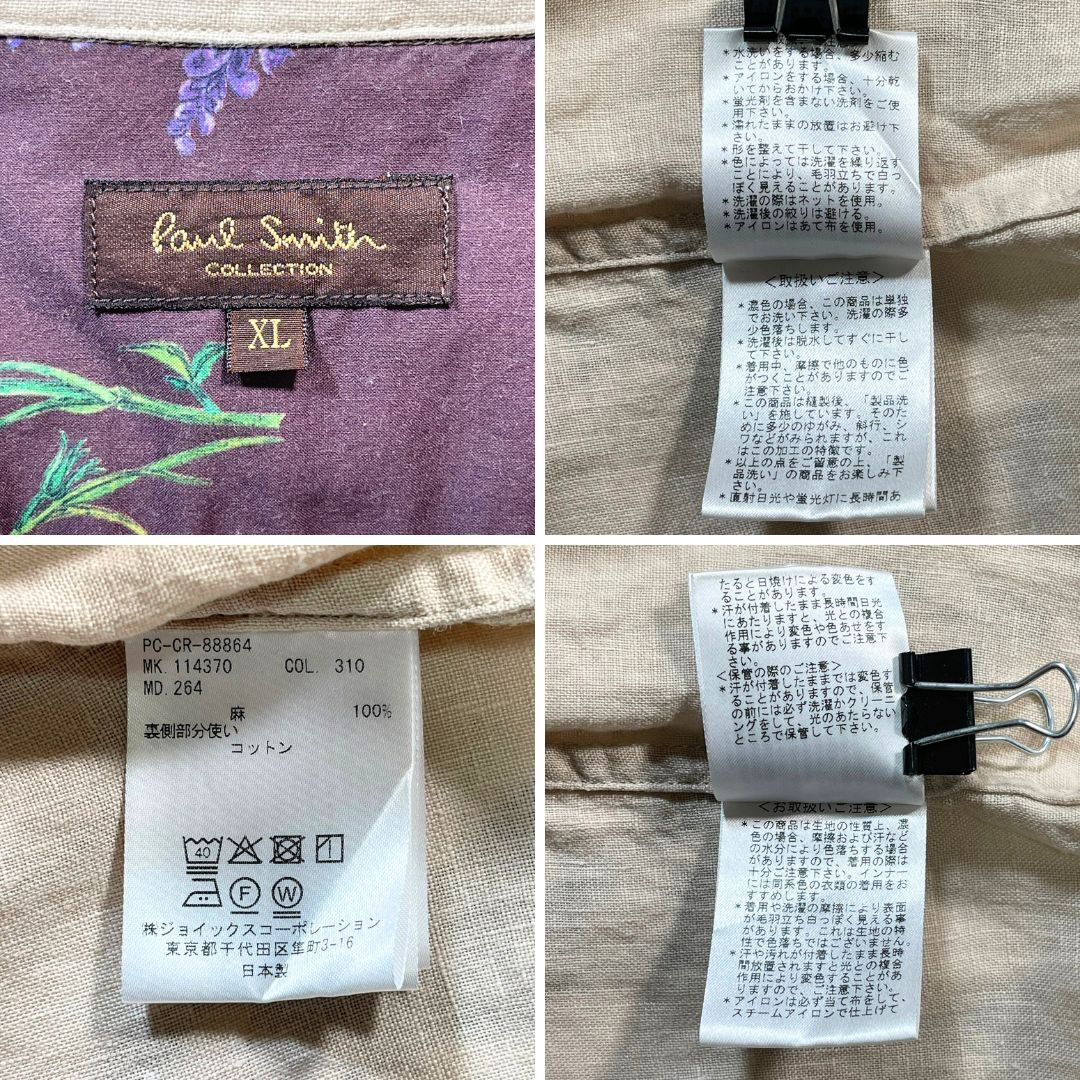 Paul Smith
COLLECTION
XL
*水洗いをする場合、多少縮む
ことがあります。
*アイロンをする場合、十分乾
いてからおかけ下さい。
*蛍光剤を含まない洗剤をご使
用下さい。
*濡れたままの放置はお避け下
さい。
*形を整えて干して下さい。
*色によっては洗濯を繰り返す
ことにより、毛羽立ちで白っ
ぽく見えることがあります。
*洗濯の際はネットを使用。
*洗濯後の絞りは避ける。
*アイロンはあて布を使用。
<取扱いご注意>
*濃色の場合、この商品は単独
でお洗い下さい。洗濯の際多
少色落ちします。
*洗濯後は脱水してすぐに干し
て下さい。
*着用中、摩擦で他のものに色
がつくことがありますのでご
注意下さい。
*この商品は縫製後、「製品洗
い」を施しています。そのた
めに多少のゆがみ、斜行、シ
ワなどがみられますが、これ
はこの加工の特徴です。
*以上の点をご留意の上、「製
品洗い」の商品をお楽しみ下
さい。
*直射日光や蛍光灯に長時間あ
PC-CR-88864
MK. 114370 COL. 310
MD. 264
麻 100%
裏側部分使い
コットン
40
F W
株式ジョイックスコーポレーション
東京都千代田区隼町3-16
日本製
たると日焼けによる変色をす
ることがあります。
*汗が付着したまま長時間日光
にあたりますと、光との複合
作用により変色や色あせをす
る事がありますのでご注意下
さい。
<保管の際のご注意>
*汗が付着したままでは変色す
ることがありますので、保管
の前には必ず洗濯かクリーニ
ングをして、光のあたらない
ところで保管して下さい。
<お取扱いご注意>
*この商品は生地の性質上、濃
色の場合、摩擦および汗など
の水分により色落ちする場合
がありますので、着用の際は
十分ご注意下さい。インナー
には同系色の衣類の着用をお
すすめします。
*着用や洗濯の摩擦により表面
が毛羽立ち白っぽく見える事
があります。これは生地の特
性で色落ちではございません。
*汗や汚れが付着したまま長時
間放置されますと光との複合
作用により変色することがあ
りますので、ご注意下さい。
*アイロンは必ず当て布をして、
スチームアイロンで仕上げて